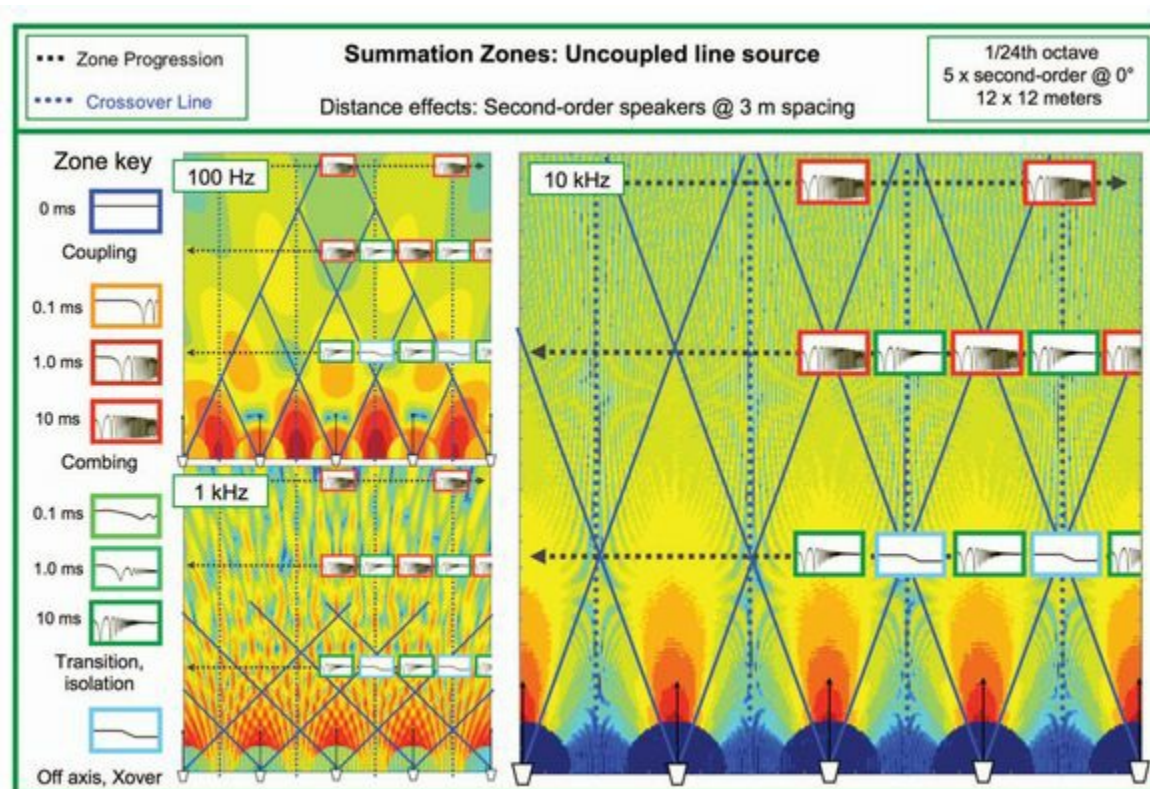 Zone Progression
Crossover Line
Summation Zones: Uncoupled line source
Distance effects: Second-order speakers @ 3 m spacing
1/24th octave
5 x second-order @ 0°
12 x 12 meters
Zone key
0 ms
Coupling
0.1 ms
1.0 ms
10 ms
Combing
0.1 ms
1.0 ms
10 ms
Transition,
isolation
Off axis, Xover
100 Hz
1 kHz
10 kHz